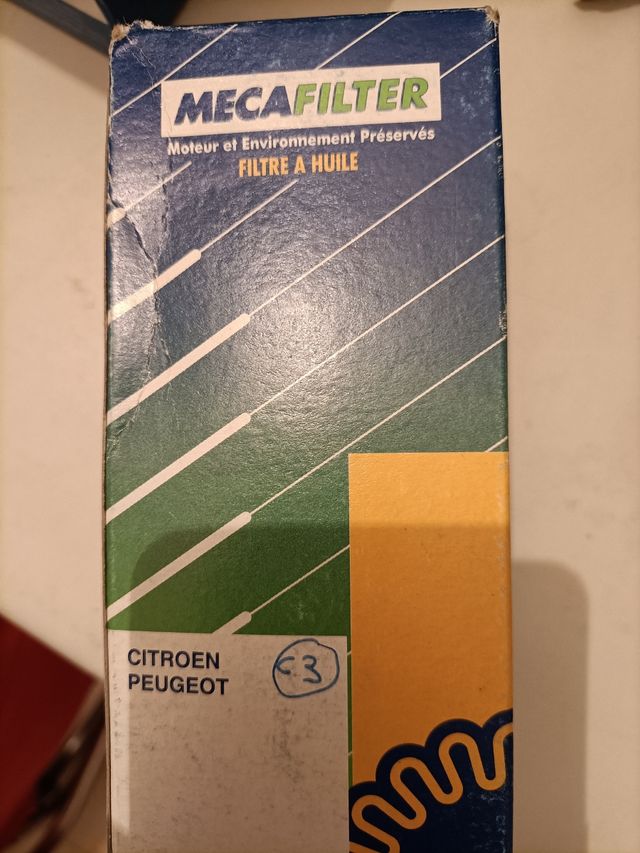 MECAFILTER
Moteur et Environnement Préservés
FILTRE A HUILE
CITROEN
PEUGEOT
C3